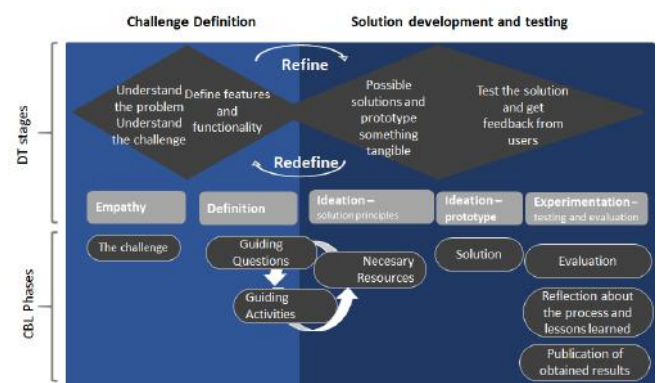 Challenge Definition
Solution development and testing
DT stages
Refine
Understand
the problem
Understand
the challenge
Define features
and
functionality
Possible
solutions and
prototype
something
tangible
Test the solution
and get
feedback from
users
Redefine
Empathy
Definition
Ideation–
solution principles
Ideation–
prototype
Experimentation–
testing and evaluation
CBL Phases
The challenge
Guiding
Questions
Guiding
Activities
Necesary
Resources
Solution
Evaluation
Reflection about
the process and
lessons learned
Publication of
obtained results